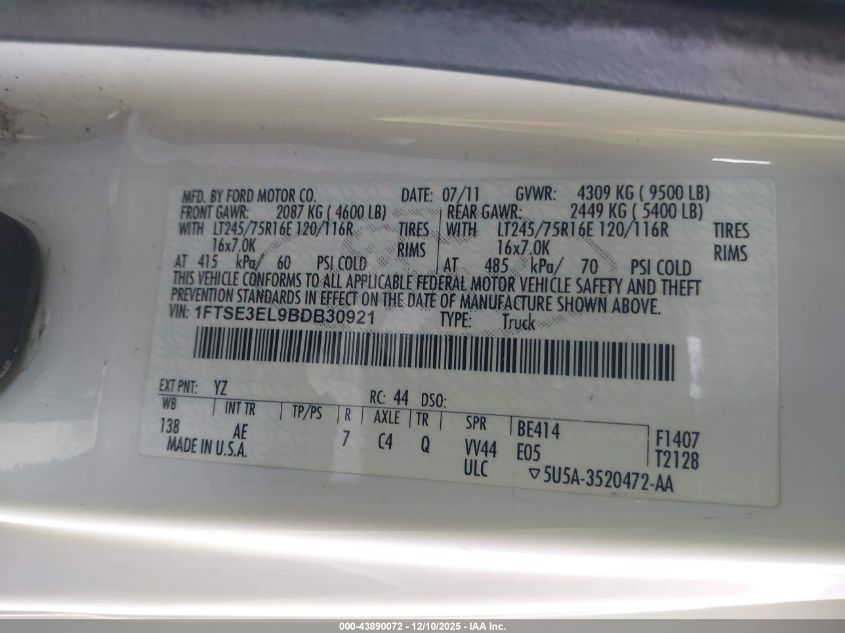 MFD. BY FORD MOTOR CO. DATE: 07/11 GVWR: 4309 KG ( 9500 LB)
FRONT GAWR: 2087 KG ( 4600 LB) REAR GAWR: 2449 KG ( 5400 LB)
WITH LT245/75R16E 120/116R TIRES WITH LT245/75R16E 120/116R TIRES
16x7.0K RIMS 16x7.0K RIMS
AT 415 kPa/ 60 PSI COLD AT 485 kPa/ 70 PSI COLD
THIS VEHICLE CONFORMS TO ALL APPLICABLE FEDERAL MOTOR VEHICLE SAFETY AND THEFT
PREVENTION STANDARDS IN EFFECT ON THE DATE OF MANUFACTURE SHOWN ABOVE.
VIN: 1FTSE3EL9BDB30921 TYPE: Truck
EXT PNT: YZ RC: 44 DSO:
WB INT TR TP/PS R AXLE TR SPR BE414 F1407
138 AE 7 C4 Q VV44 E05 T2128
MADE IN U.S.A. ULC ▽5U5A-3520472-AA
000-43890072 - 12/10/2025 - IAA Inc.